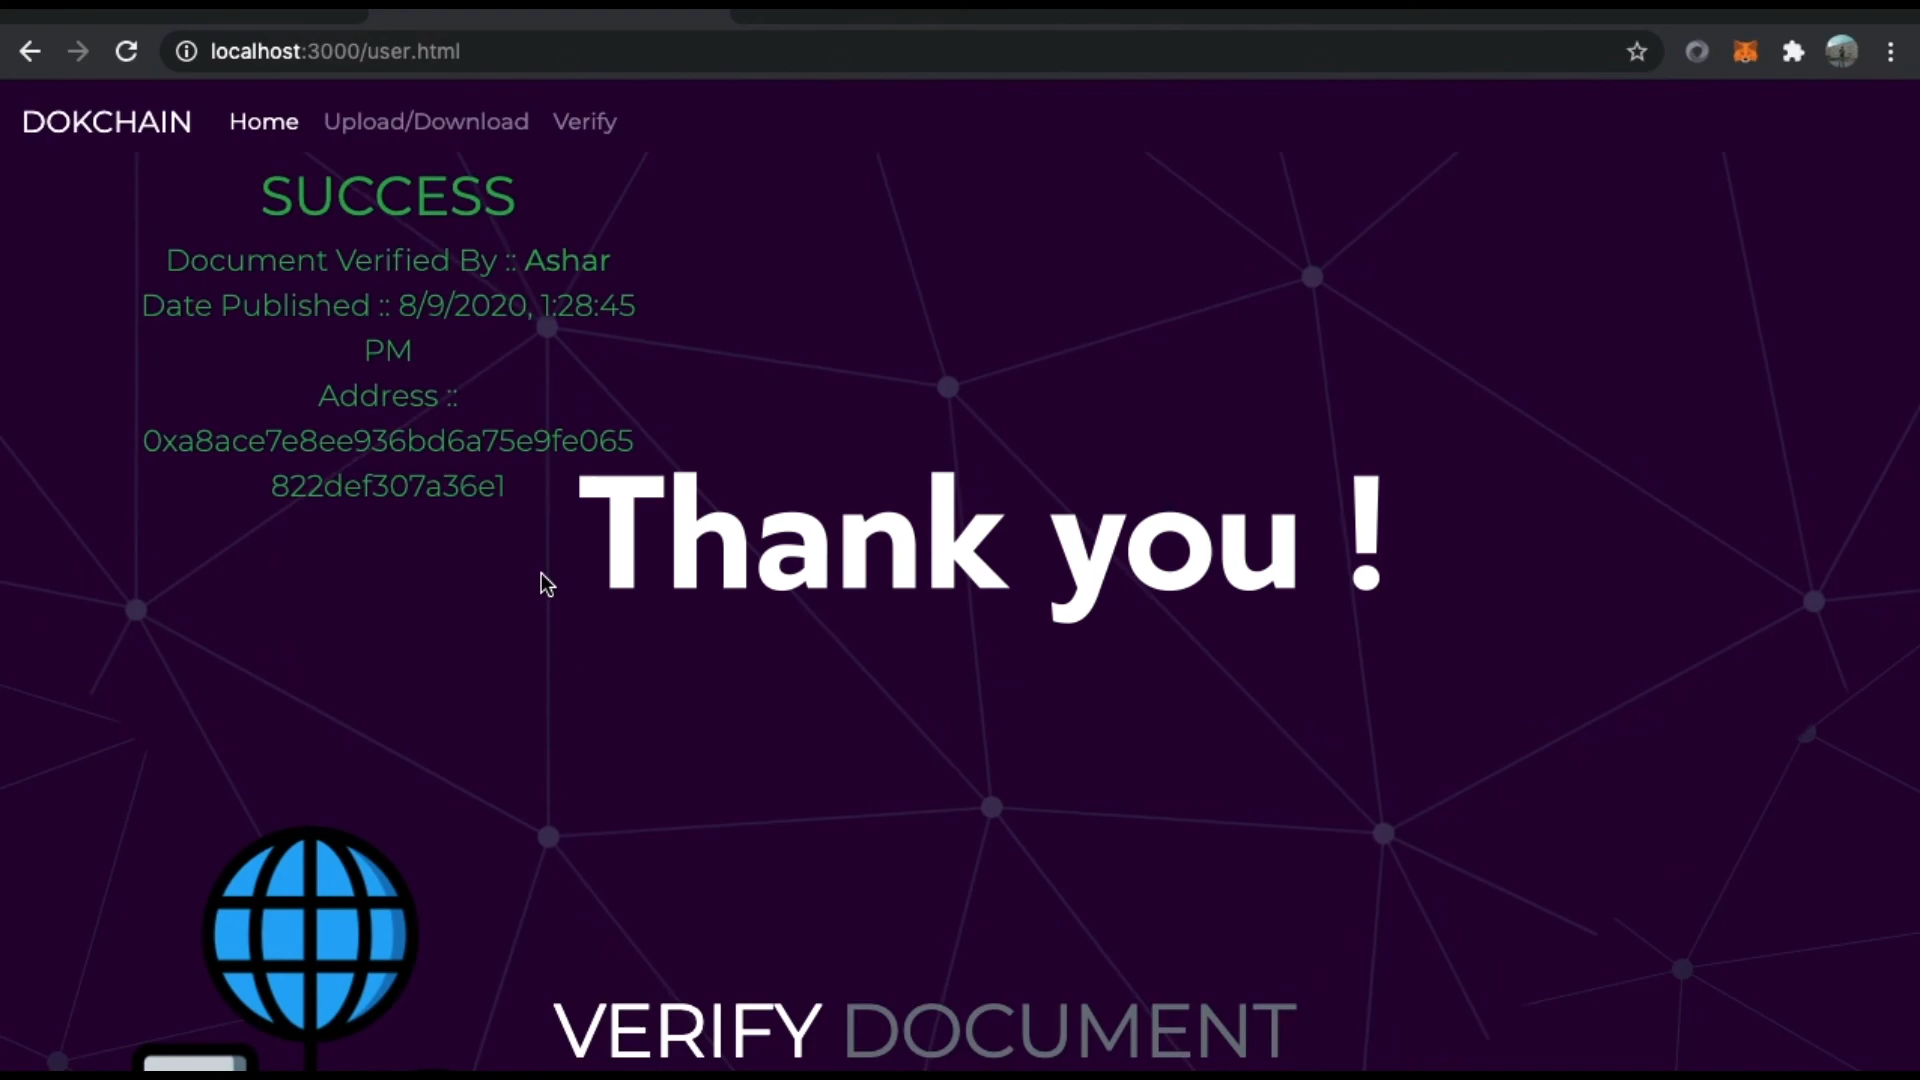 localhost:3000/user.html
DOKCHAIN Home Upload/Download Verify
SUCCESS
Document Verified By :: Ashar
Date Published :: 8/9/2020, 1:28:45
PM
Address ::
0xa8ace7e8ee936bd6a75e9fe065
822def307a36e1
Thank you !
VERIFY DOCUMENT